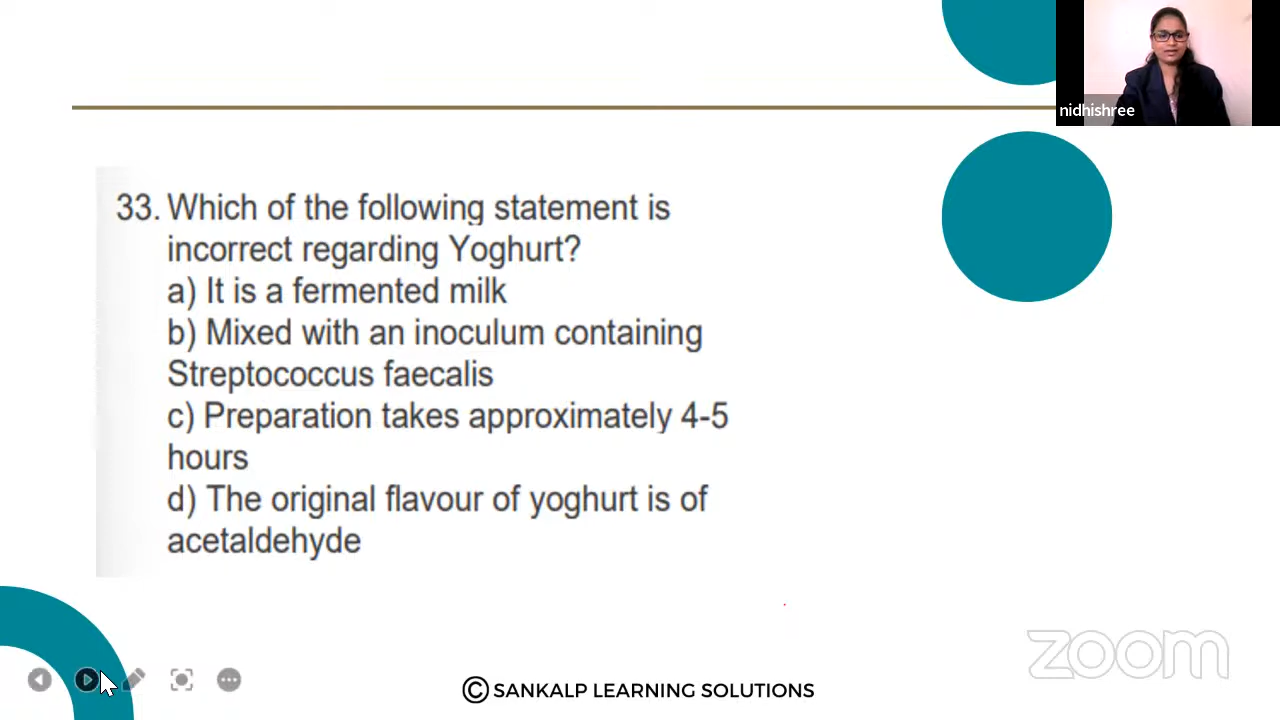 nidhishree
33. Which of the following statement is
incorrect regarding Yoghurt?
a) It is a fermented milk
b) Mixed with an inoculum containing
Streptococcus faecalis
c) Preparation takes approximately 4-5
hours
d) The original flavour of yoghurt is of
acetaldehyde
zoom
© SANKALP LEARNING SOLUTIONS